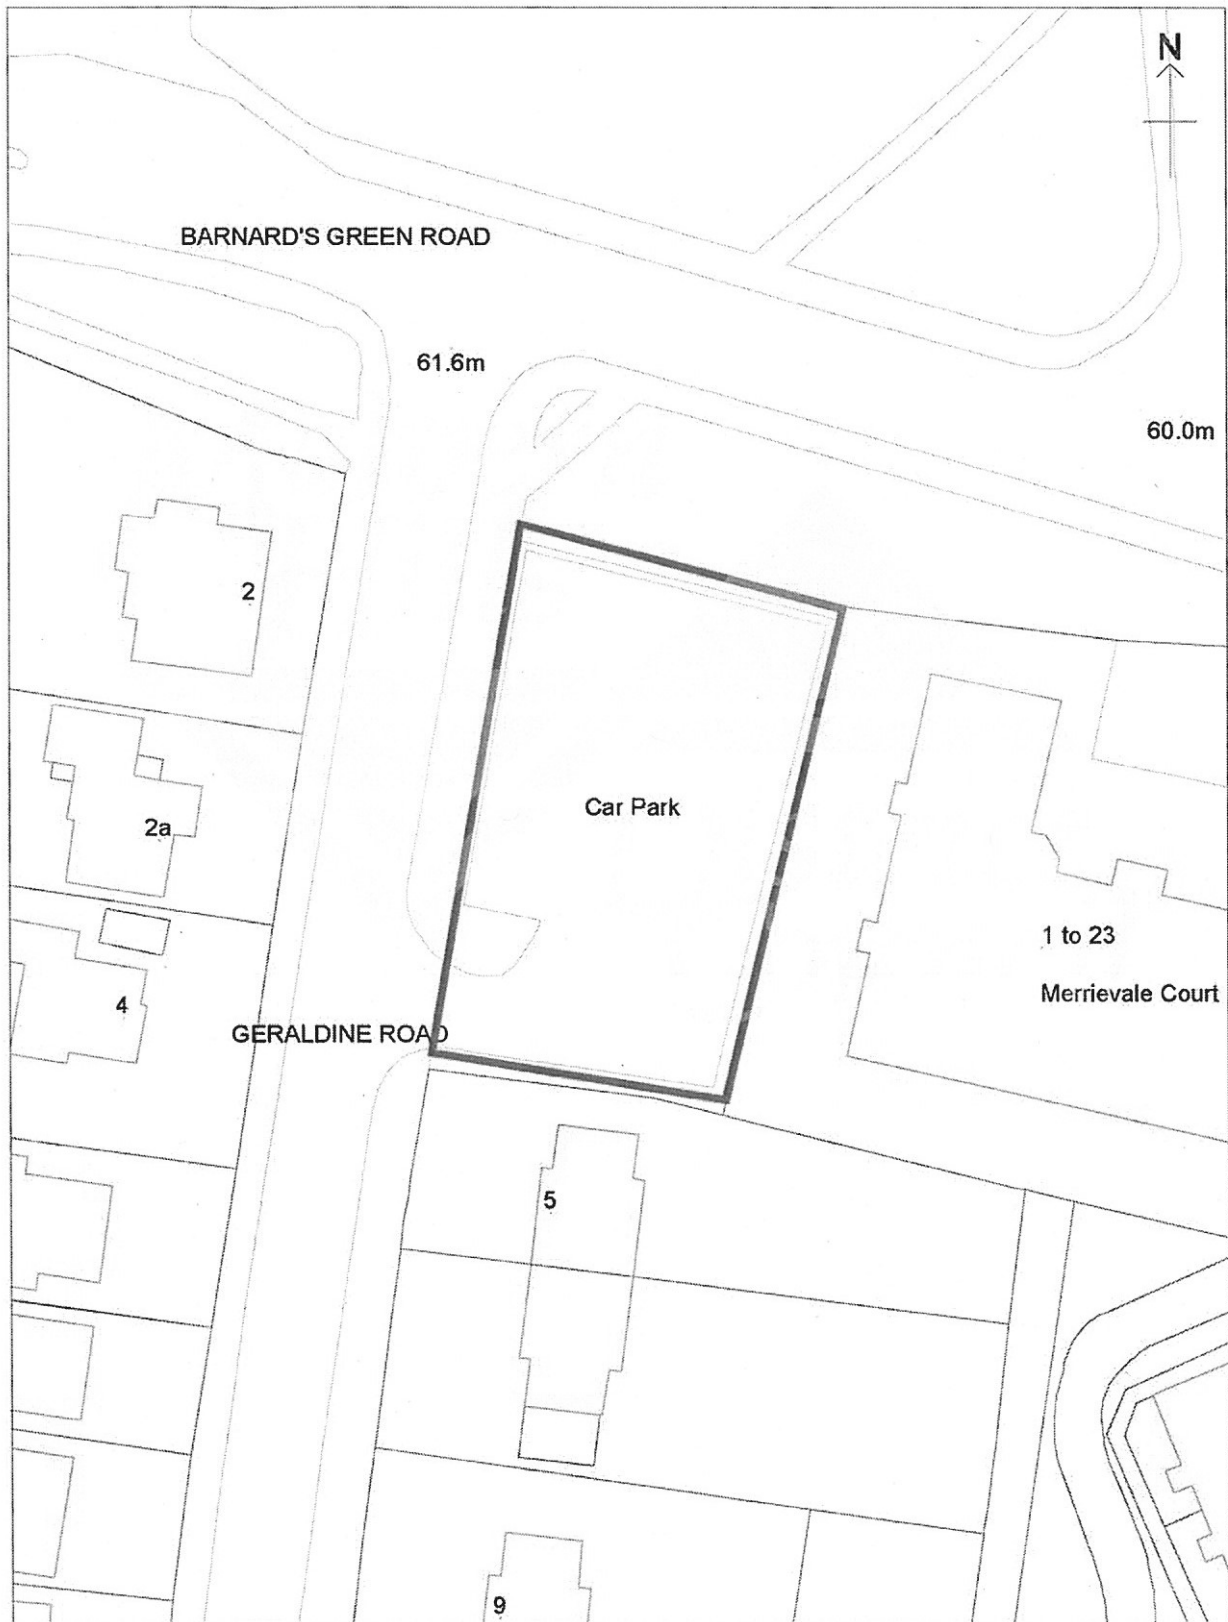 N
BARNARD'S GREEN ROAD
61.6m
60.0m
2
Car Park
2a
1 to 23
Merrievale Court
4
GERALDINE ROAD
5
9